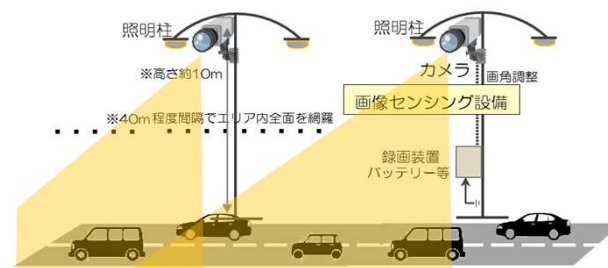 照明柱
照明柱
※高さ約10m
カメラ
画角調整
画像センシング設備
※40m程度間隔でエリア内全面を網羅
録画装置
バッテリー等